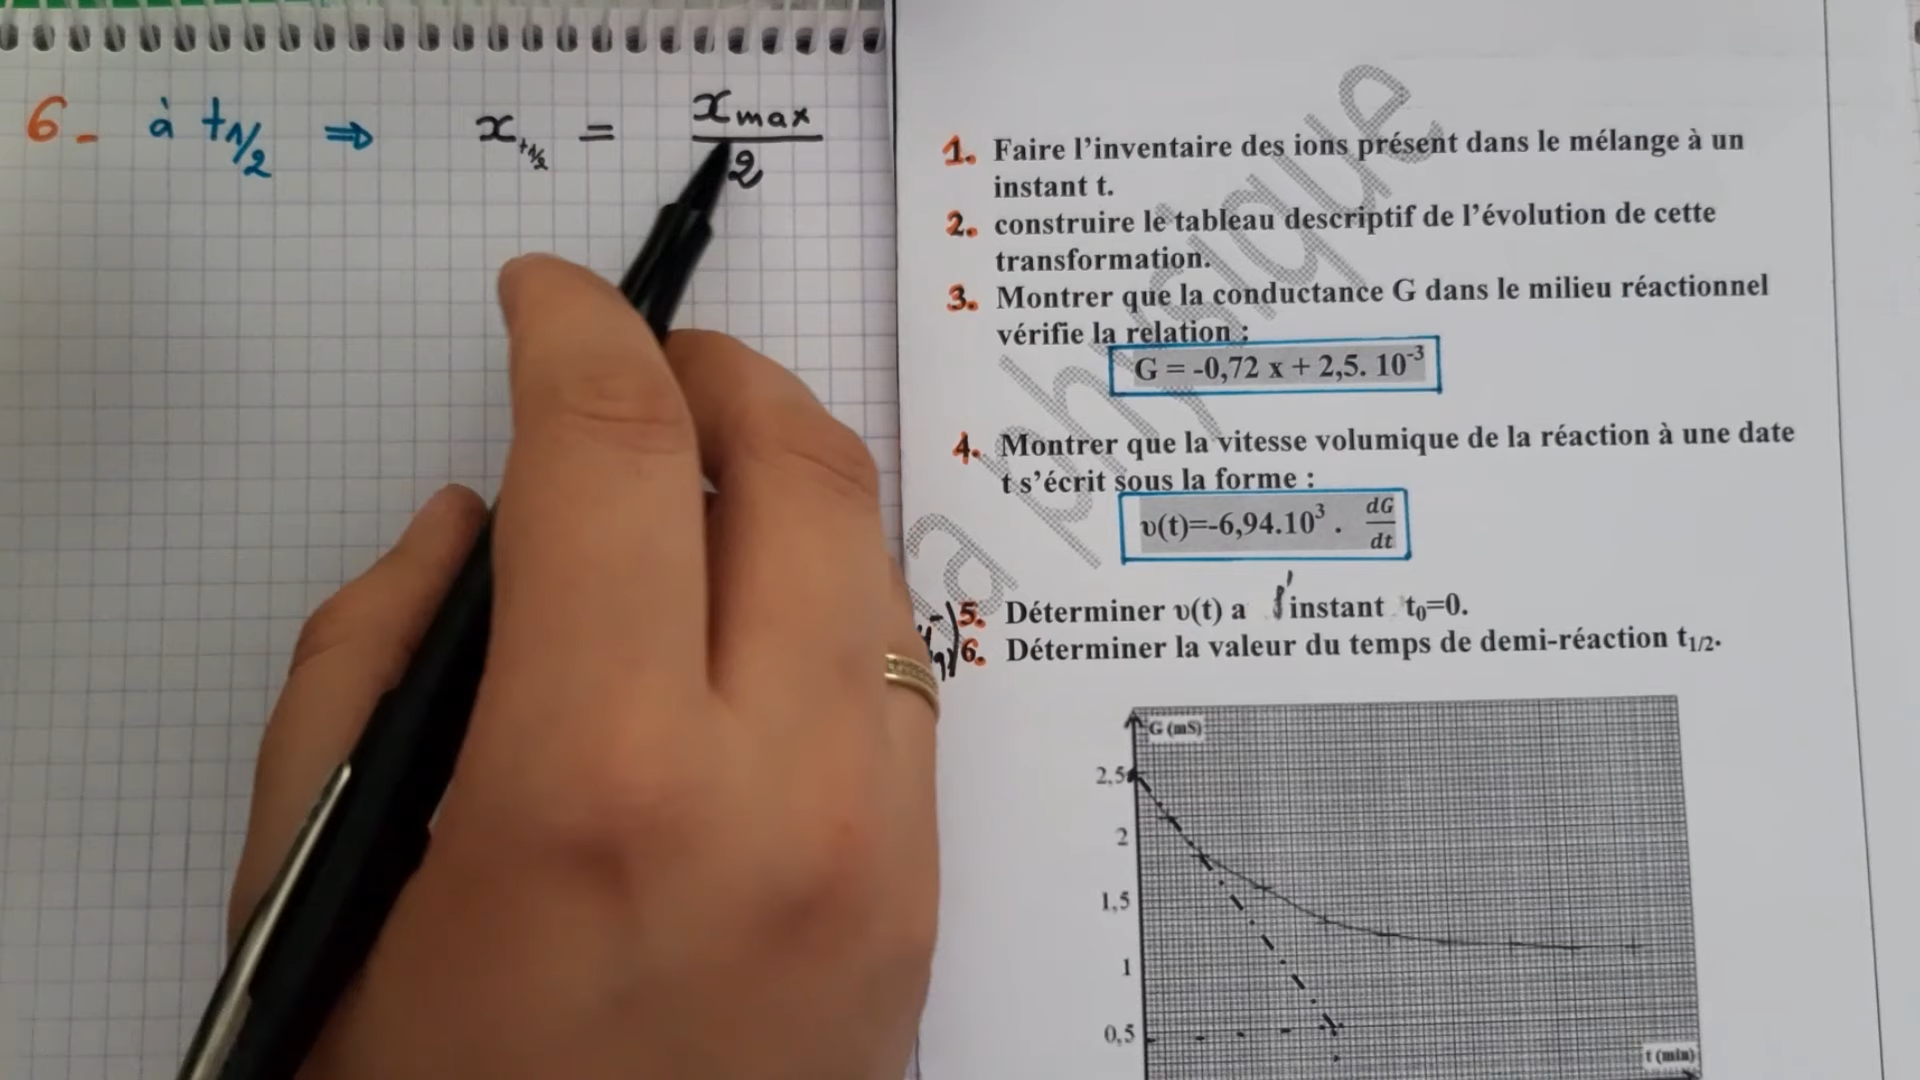 6- à t1/2 ⇒ x t1/2 = xmax/2
1. Faire l'inventaire des ions présent dans le mélange à un
instant t.
2. construire le tableau descriptif de l'évolution de cette
transformation.
3. Montrer que la conductance G dans le milieu réactionnel
vérifie la relation :
G = -0,72 x + 2,5. 10⁻³
4. Montrer que la vitesse volumique de la réaction à une date
t s'écrit sous la forme :
υ(t)=-6,94.10³ . dG/dt
5. Déterminer υ(t) a l'instant t₀=0.
6. Déterminer la valeur du temps de demi-réaction t1/2.
G (mS)
2,5
2
1,5
1
0,5
t (min)
la physique